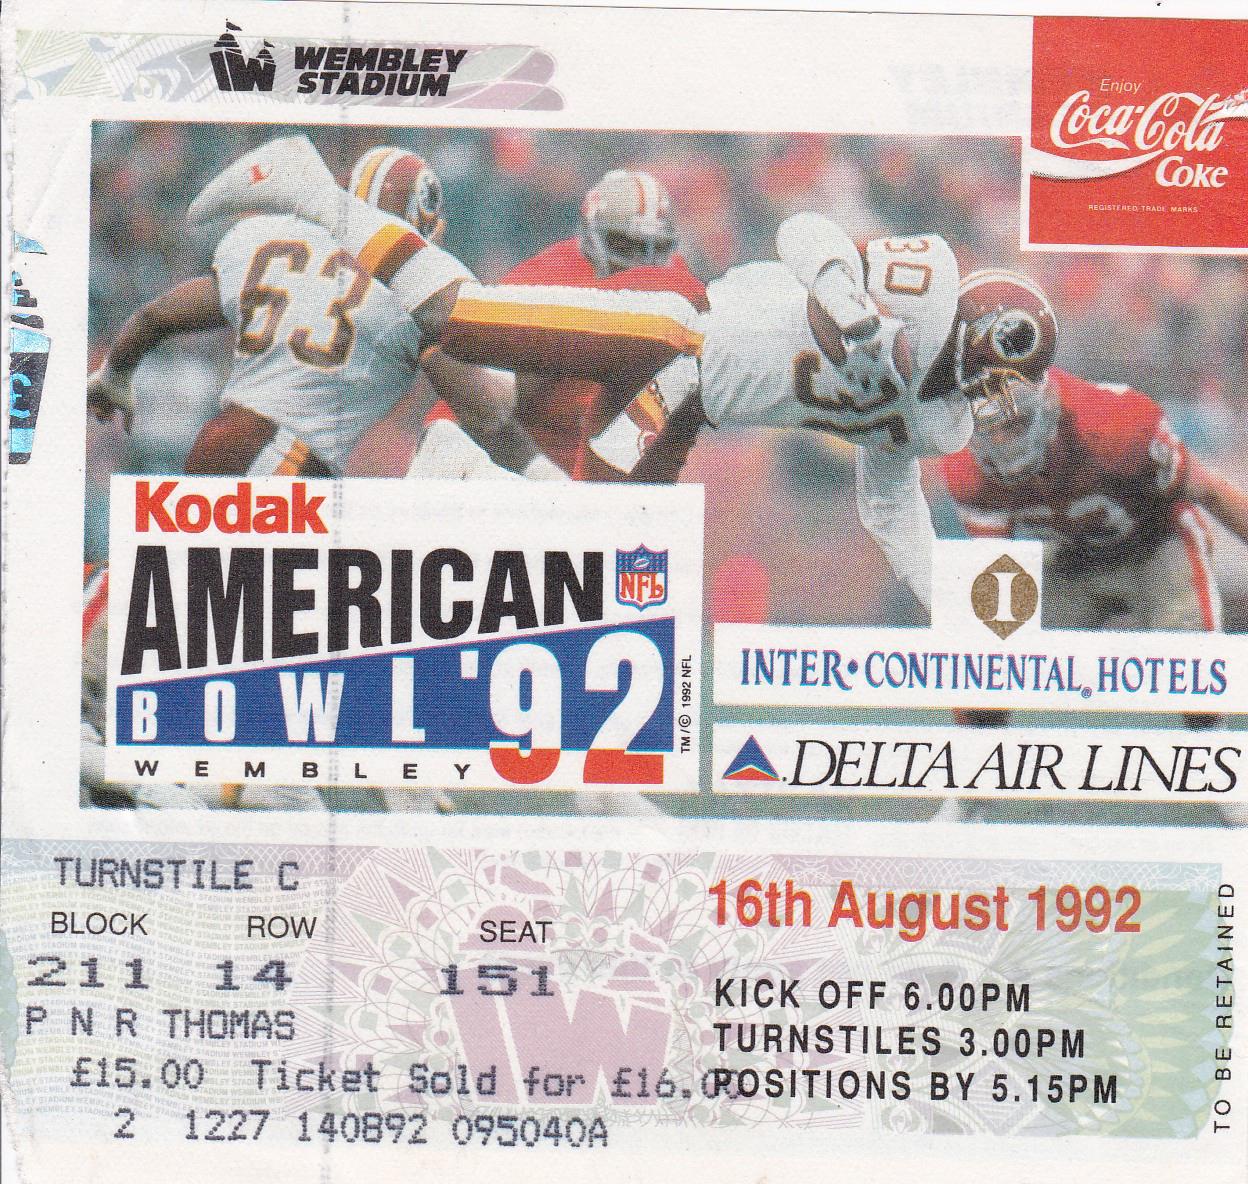 WEMBLEY
STADIUM
Enjoy
Coca-Cola
Coke
REGISTERED TRADE MARKS
63
30
Kodak
AMERICAN
NFL
BOWL '92
WEMBLEY
TM/© 1992 NFL
I
INTER•CONTINENTAL HOTELS
DELTA AIR LINES
TURNSTILE C
BLOCK ROW SEAT
211 14 151
P N R THOMAS
£15.00 Ticket Sold for £16.00
2 1227 140892 095040A
16th August 1992
KICK OFF 6.00PM
TURNSTILES 3.00PM
POSITIONS BY 5.15PM
TO BE RETAINED